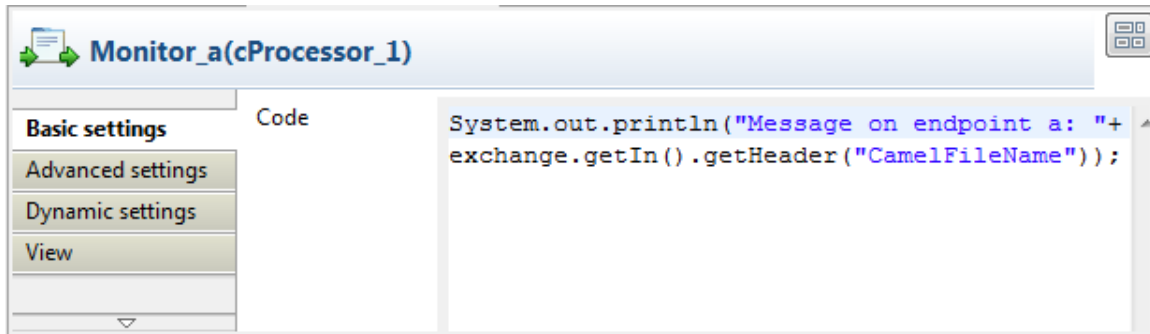 Monitor_a(cProcessor_1)
Basic settings
Advanced settings
Dynamic settings
View
Code
System.out.println("Message on endpoint a: "+
exchange.getIn().getHeader("CamelFileName"));